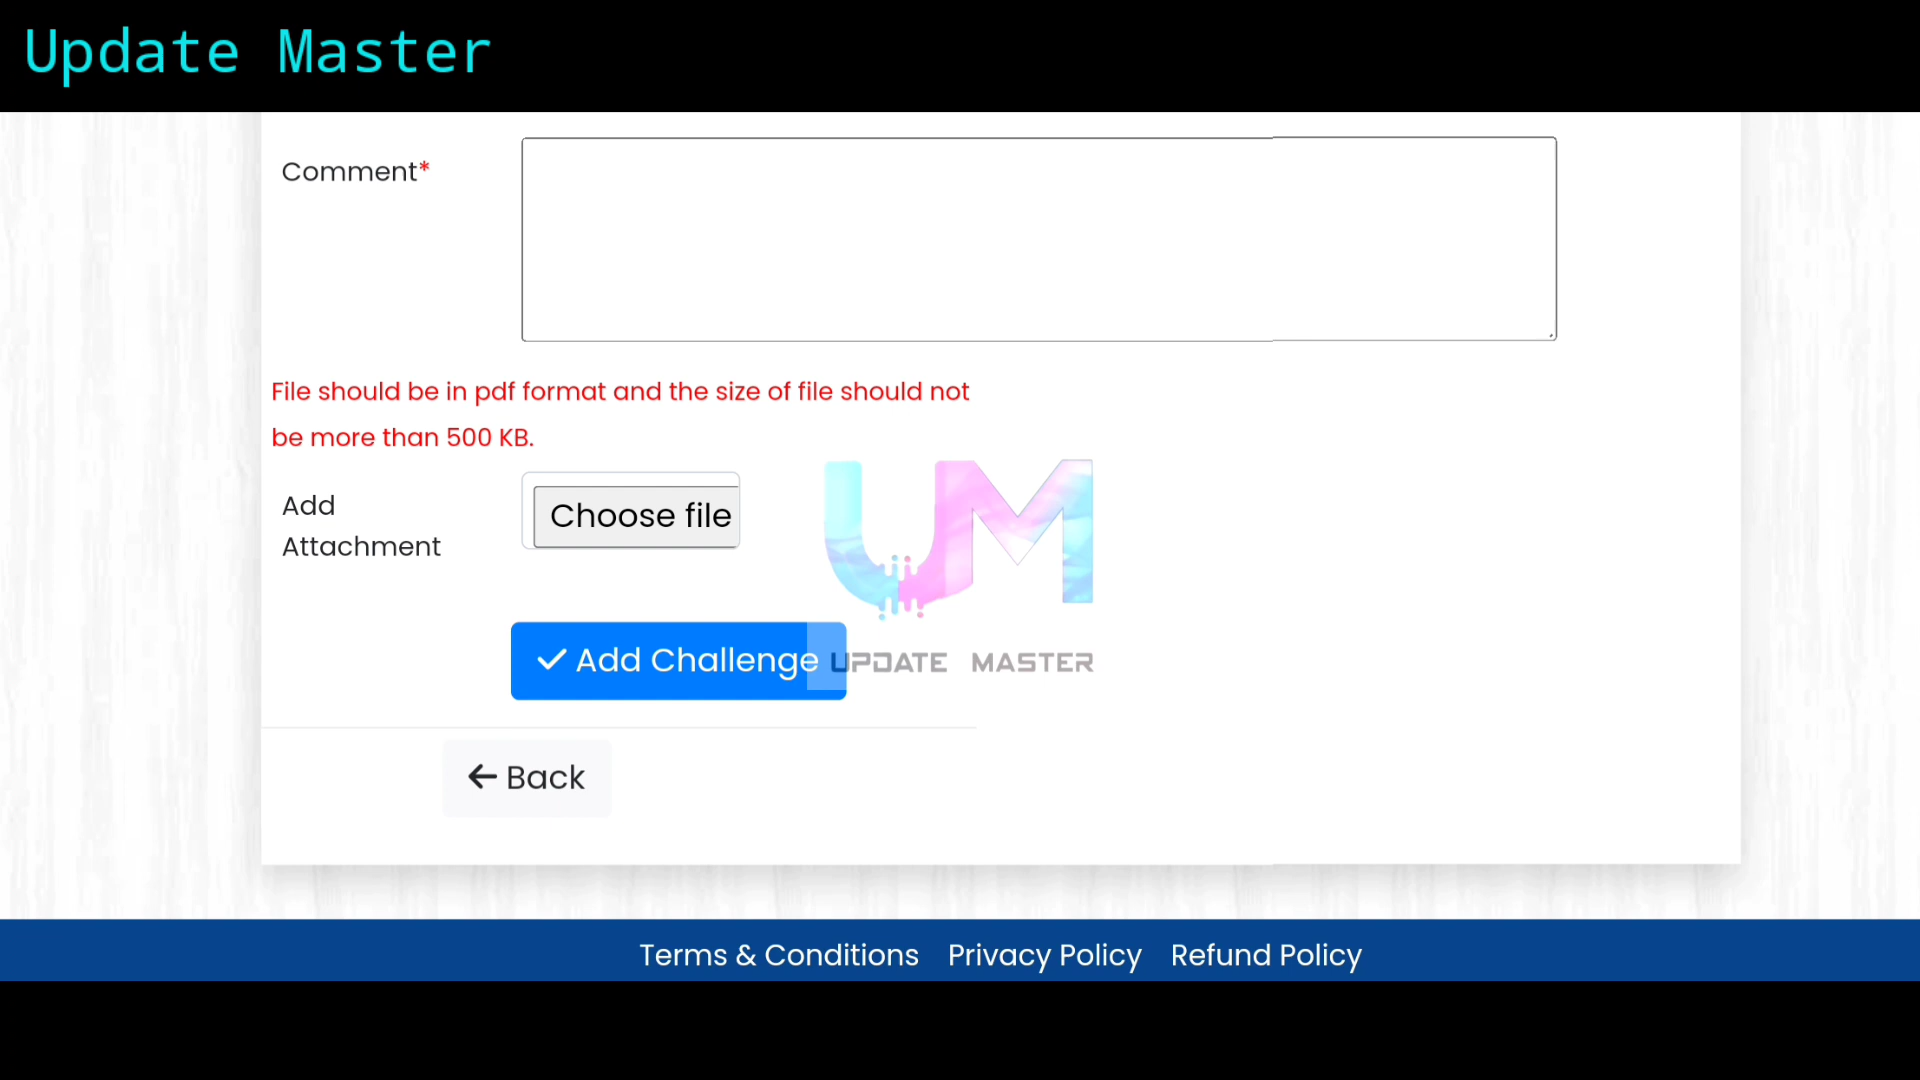 Update Master
Comment*
File should be in pdf format and the size of file should not
be more than 500 KB.
Add
Attachment
Choose file
Add Challenge
UM
UPDATE MASTER
Back
Terms & Conditions Privacy Policy Refund Policy